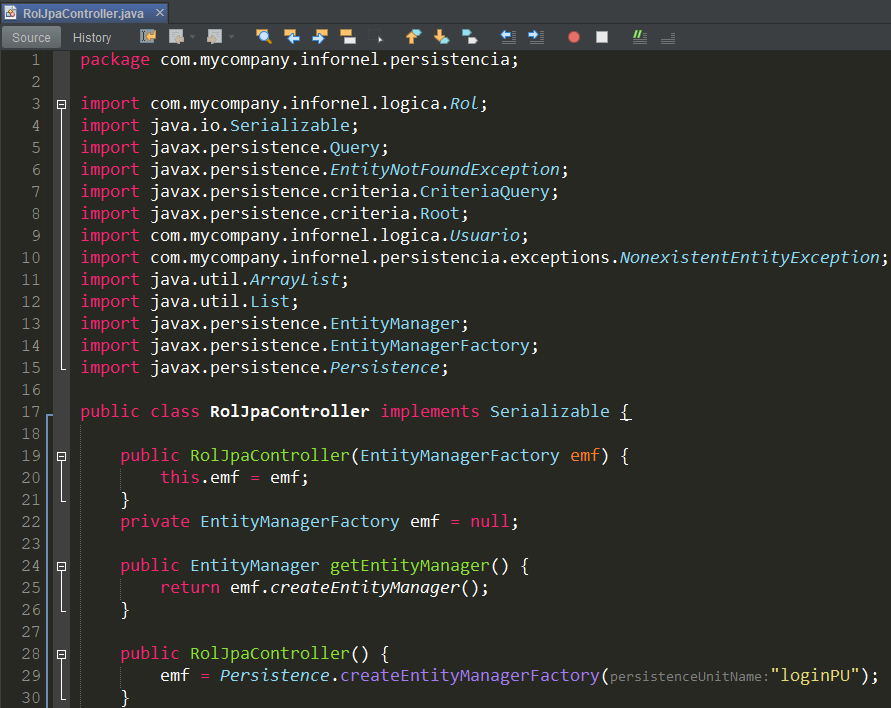 RolJpaController.java
Source History
1 package com.mycompany.infornel.persistencia;
2
3 import com.mycompany.infornel.logica.Rol;
4 import java.io.Serializable;
5 import javax.persistence.Query;
6 import javax.persistence.EntityNotFoundException;
7 import javax.persistence.criteria.CriteriaQuery;
8 import javax.persistence.criteria.Root;
9 import com.mycompany.infornel.logica.Usuario;
10 import com.mycompany.infornel.persistencia.exceptions.NonexistentEntityException;
11 import java.util.ArrayList;
12 import java.util.List;
13 import javax.persistence.EntityManager;
14 import javax.persistence.EntityManagerFactory;
15 import javax.persistence.Persistence;
16
17 public class RolJpaController implements Serializable {
18
19 public RolJpaController(EntityManagerFactory emf) {
20 this.emf = emf;
21 }
22 private EntityManagerFactory emf = null;
23
24 public EntityManager getEntityManager() {
25 return emf.createEntityManager();
26 }
27
28 public RolJpaController() {
29 emf = Persistence.createEntityManagerFactory(persistenceUnitName:"loginPU");
30 }